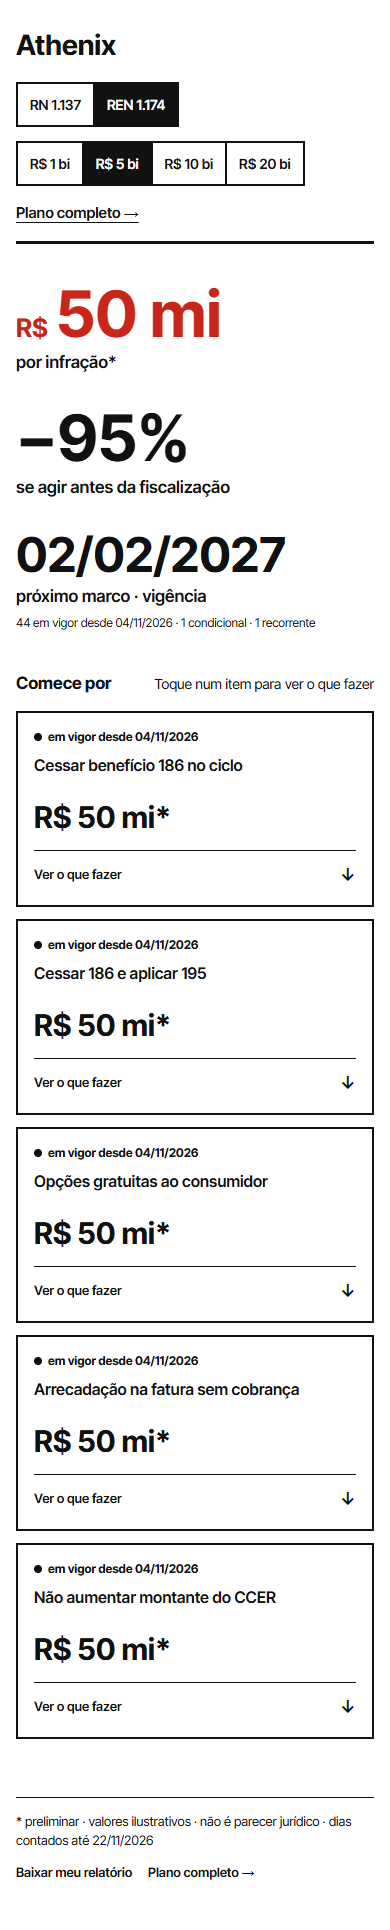 Athenix
RN 1.137 REN 1.174
R$ 1 bi R$ 5 bi R$ 10 bi R$ 20 bi
Plano completo →
R$ 50 mi
por infração*
–95%
se agir antes da fiscalização
02/02/2027
próximo marco · vigência
44 em vigor desde 04/11/2026 · 1 condicional · 1 recorrente
Comece por Toque num item para ver o que fazer
● em vigor desde 04/11/2026
Cessar benefício 186 no ciclo
R$ 50 mi*
Ver o que fazer ↓
● em vigor desde 04/11/2026
Cessar 186 e aplicar 195
R$ 50 mi*
Ver o que fazer ↓
● em vigor desde 04/11/2026
Opções gratuitas ao consumidor
R$ 50 mi*
Ver o que fazer ↓
● em vigor desde 04/11/2026
Arrecadação na fatura sem cobrança
R$ 50 mi*
Ver o que fazer ↓
● em vigor desde 04/11/2026
Não aumentar montante do CCER
R$ 50 mi*
Ver o que fazer ↓
* preliminar · valores ilustrativos · não é parecer jurídico · dias
contados até 22/11/2026
Baixar meu relatório Plano completo →